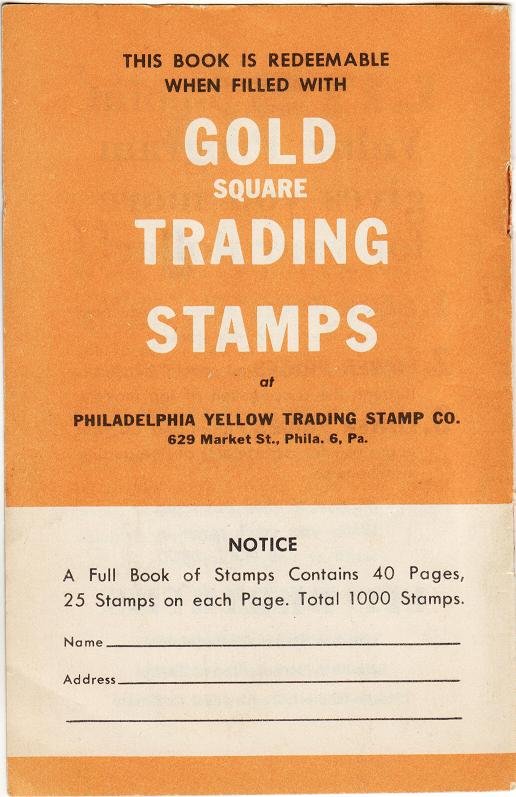 THIS BOOK IS REDEEMABLE
WHEN FILLED WITH
GOLD
SQUARE
TRADING
STAMPS
at
PHILADELPHIA YELLOW TRADING STAMP CO.
629 Market St., Phila. 6, Pa.
NOTICE
A Full Book of Stamps Contains 40 Pages,
25 Stamps on each Page. Total 1000 Stamps.
Name
Address